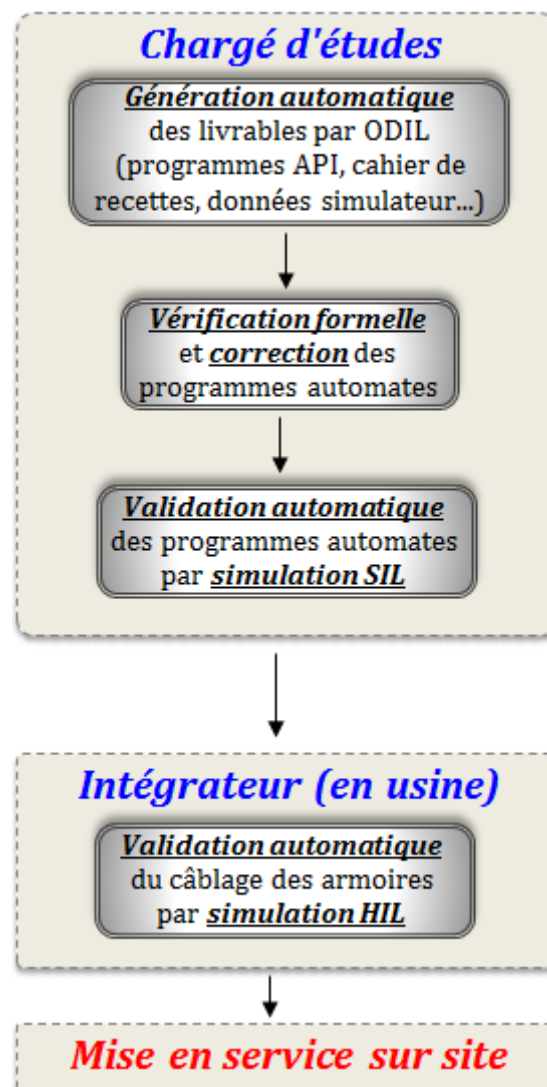 Chargé d'études
Génération automatique
des livrables par ODIL
(programmes API, cahier de
recettes, données simulateur...)
Vérification formelle
et correction des
programmes automates
Validation automatique
des programmes automates
par simulation SIL
Intégrateur (en usine)
Validation automatique
du câblage des armoires
par simulation HIL
Mise en service sur site